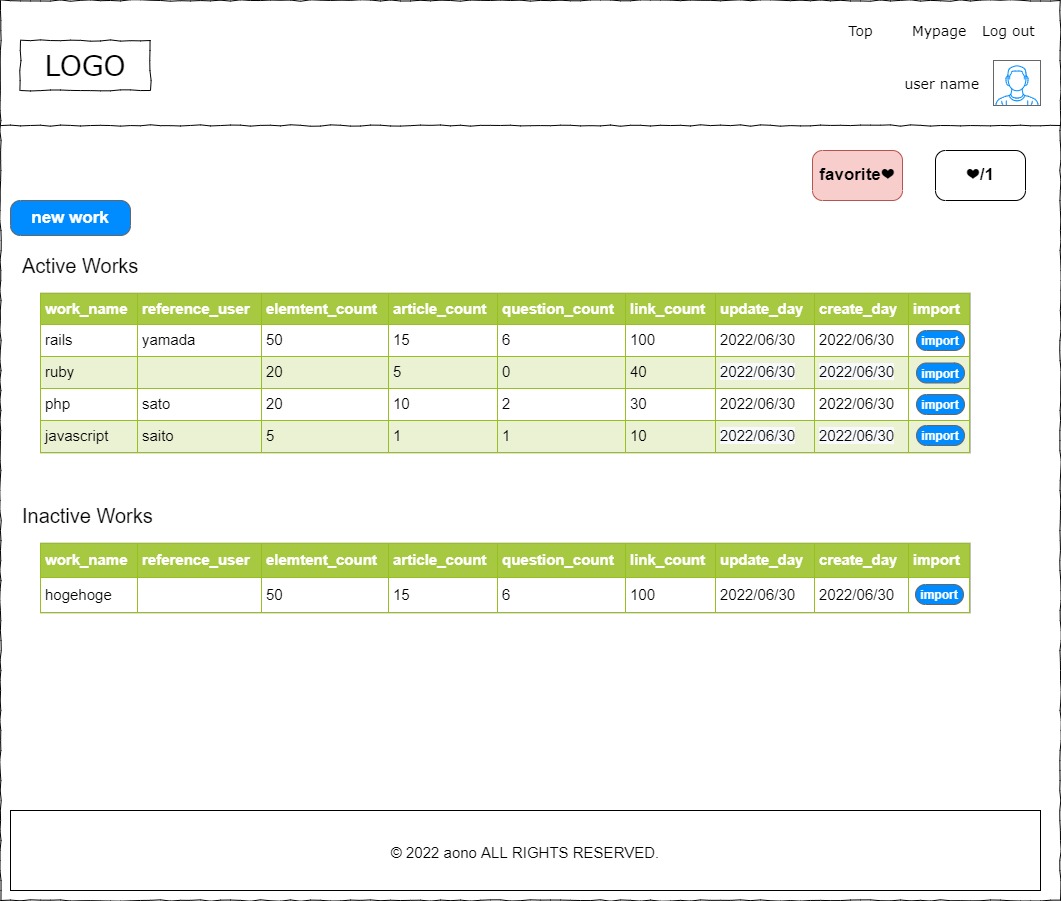 Top Mypage Log out
LOGO
user name
favorite❤ ❤/1
new work
Active Works
work_name reference_user elemtent_count article_count question_count link_count update_day create_day import
rails yamada 50 15 6 100 2022/06/30 2022/06/30 import
ruby 20 5 0 40 2022/06/30 2022/06/30 import
php sato 20 10 2 30 2022/06/30 2022/06/30 import
javascript saito 5 1 1 10 2022/06/30 2022/06/30 import
Inactive Works
work_name reference_user elemtent_count article_count question_count link_count update_day create_day import
hogehoge 50 15 6 100 2022/06/30 2022/06/30 import
© 2022 aono ALL RIGHTS RESERVED.